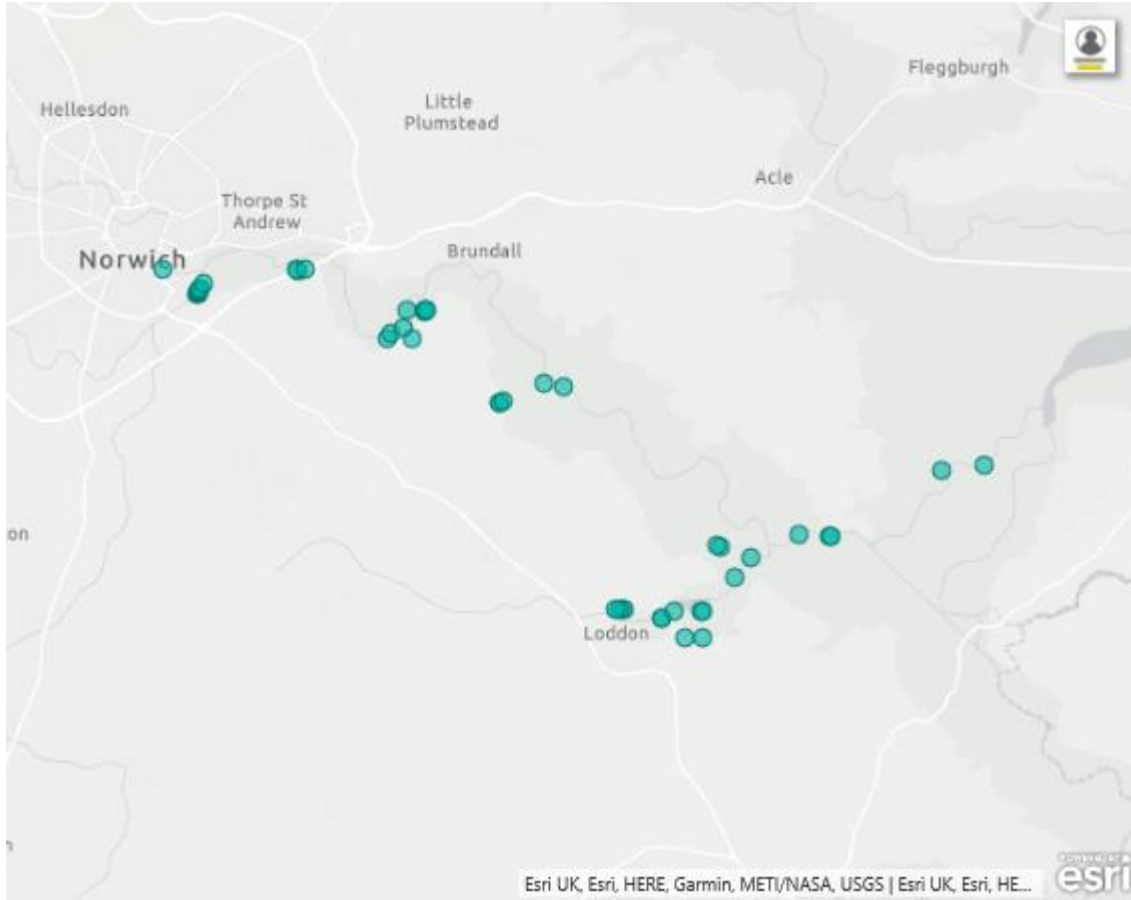 Fleggburgh
Hellesdon
Little
Plumstead
Acle
Thorpe St
Andrew
Brundall
Norwich
on
Loddon
Esri UK, Esri, HERE, Garmin, METI/NASA, USGS | Esri UK, Esri, HE...
esri